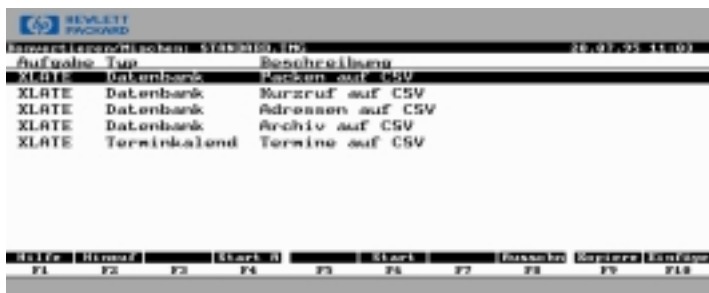 hp HEWLETT
PACKARD
Konvertieren/Mischen: STANDARD.TMG 20.07.95 11:03
Aufgabe Typ Beschreibung
XLATE Datenbank Packen auf CSV
XLATE Datenbank Kurzruf auf CSV
XLATE Datenbank Adressen auf CSV
XLATE Datenbank Archiv auf CSV
XLATE Terminkalend Termine auf CSV
Hilfe Hinauf Start A Start Ausschn Kopiere Einfüge
F1 F2 F3 F4 F5 F6 F7 F8 F9 F10